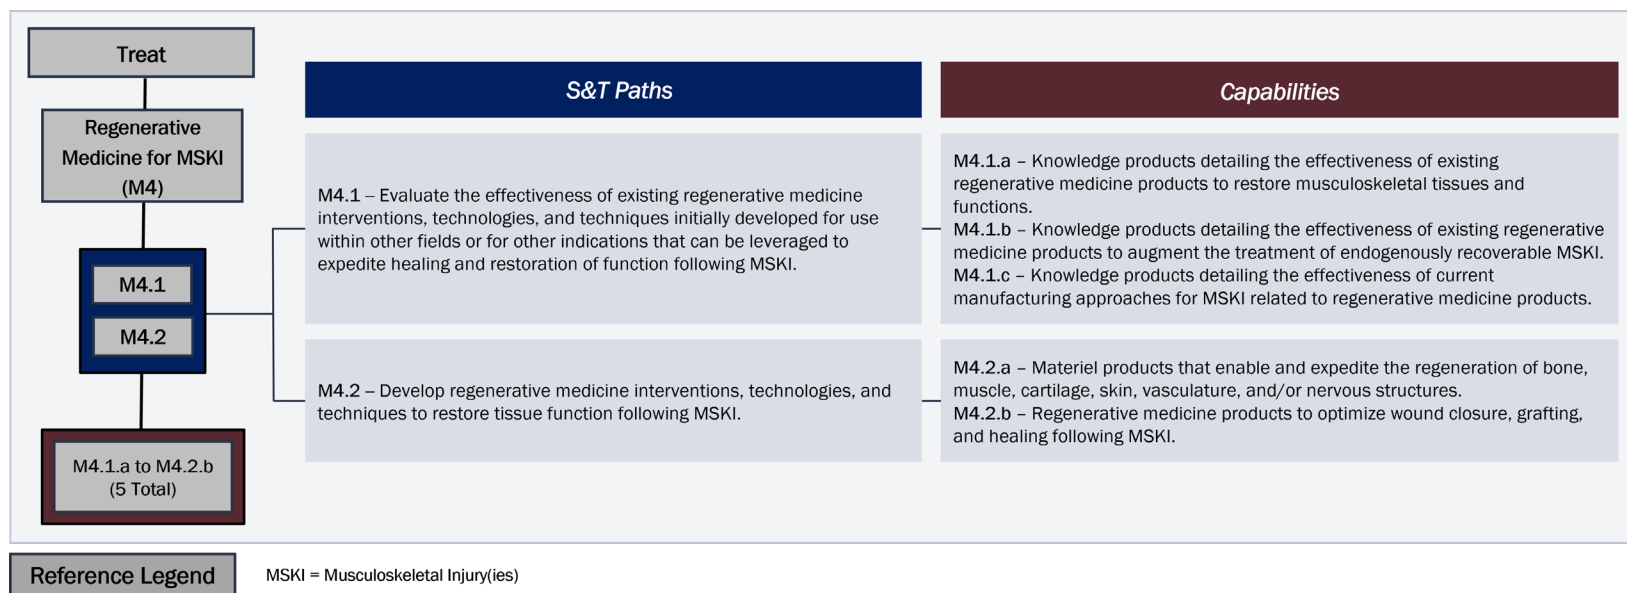 Treat
Regenerative
Medicine for MSKI
(M4)
M4.1
M4.2
M4.1.a to M4.2.b
(5 Total)
S&T Paths
Capabilities
M4.1 – Evaluate the effectiveness of existing regenerative medicine
interventions, technologies, and techniques initially developed for use
within other fields or for other indications that can be leveraged to
expedite healing and restoration of function following MSKI.
M4.1.a – Knowledge products detailing the effectiveness of existing
regenerative medicine products to restore musculoskeletal tissues and
functions.
M4.1.b – Knowledge products detailing the effectiveness of existing regenerative
medicine products to augment the treatment of endogenously recoverable MSKI.
M4.1.c – Knowledge products detailing the effectiveness of current
manufacturing approaches for MSKI related to regenerative medicine products.
M4.2 – Develop regenerative medicine interventions, technologies, and
techniques to restore tissue function following MSKI.
M4.2.a – Materiel products that enable and expedite the regeneration of bone,
muscle, cartilage, skin, vasculature, and/or nervous structures.
M4.2.b – Regenerative medicine products to optimize wound closure, grafting,
and healing following MSKI.
Reference Legend
MSKI = Musculoskeletal Injury(ies)